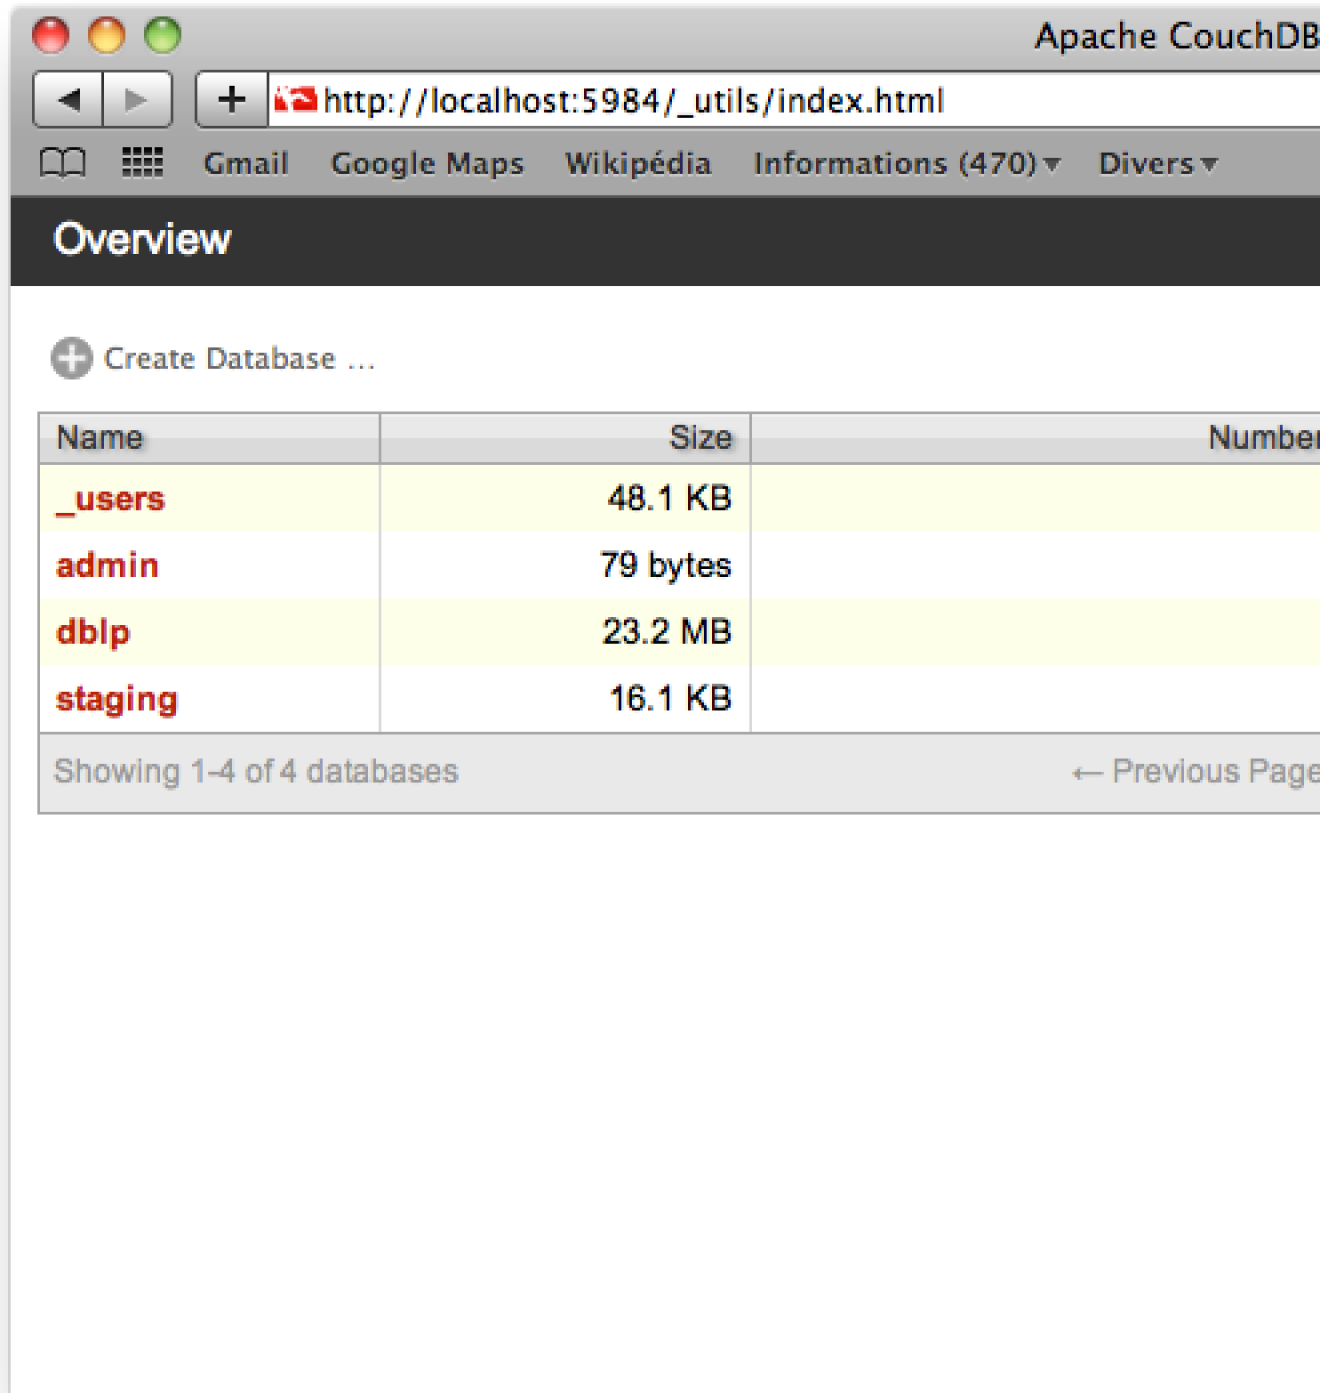 Apache CouchDB
http://localhost:5984/_utils/index.html
Gmail Google Maps Wikipédia Informations (470) Divers
Overview
Create Database ...
Name Size Number
_users 48.1 KB
admin 79 bytes
dblp 23.2 MB
staging 16.1 KB
Showing 1-4 of 4 databases ← Previous Page